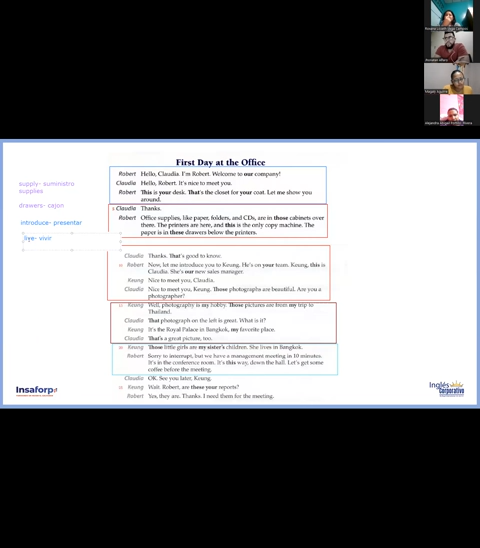 First Day at the Office
Robert Hello, Claudia. I'm Robert. Welcome to our company!
Claudia Hello, Robert. It's nice to meet you.
Robert This is your desk. That's the closet for your coat. Let me show you
around.
5 Claudia Thanks.
Robert Office supplies, like paper, folders, and CDs, are in those cabinets over
there. The printers are here, and this is the only copy machine. The
paper is in those drawers below the printers.
Claudia Thanks. That's good to know.
10 Robert Now, let me introduce you to Keung. He's on your team. Keung, this is
Claudia. She's our new sales manager.
Keung Nice to meet you, Claudia.
Claudia Nice to meet you, Keung. Those photographs are beautiful. Are you a
photographer?
Keung Well, photography is my hobby. Those pictures are from my trip to
Thailand.
Claudia That photograph on the left is great. What is it?
Keung It's the Royal Palace in Bangkok, my favorite place.
Claudia That's a great picture, too.
Keung Those little girls are my sister's children. She lives in Bangkok.
Robert Sorry to interrupt, but we have a management meeting in 10 minutes.
It's in the conference room. It's this way, down the hall. Let's get some
coffee before the meeting.
Claudia OK. See you later, Keung.
Keung Wait. Robert, are these your reports?
Robert Yes, they are. Thanks. I need them for the meeting.
supply- suministro
supplies
drawers- cajon
introduce- presentar
live- vivir
Insaforp
Inglés
Corporativo